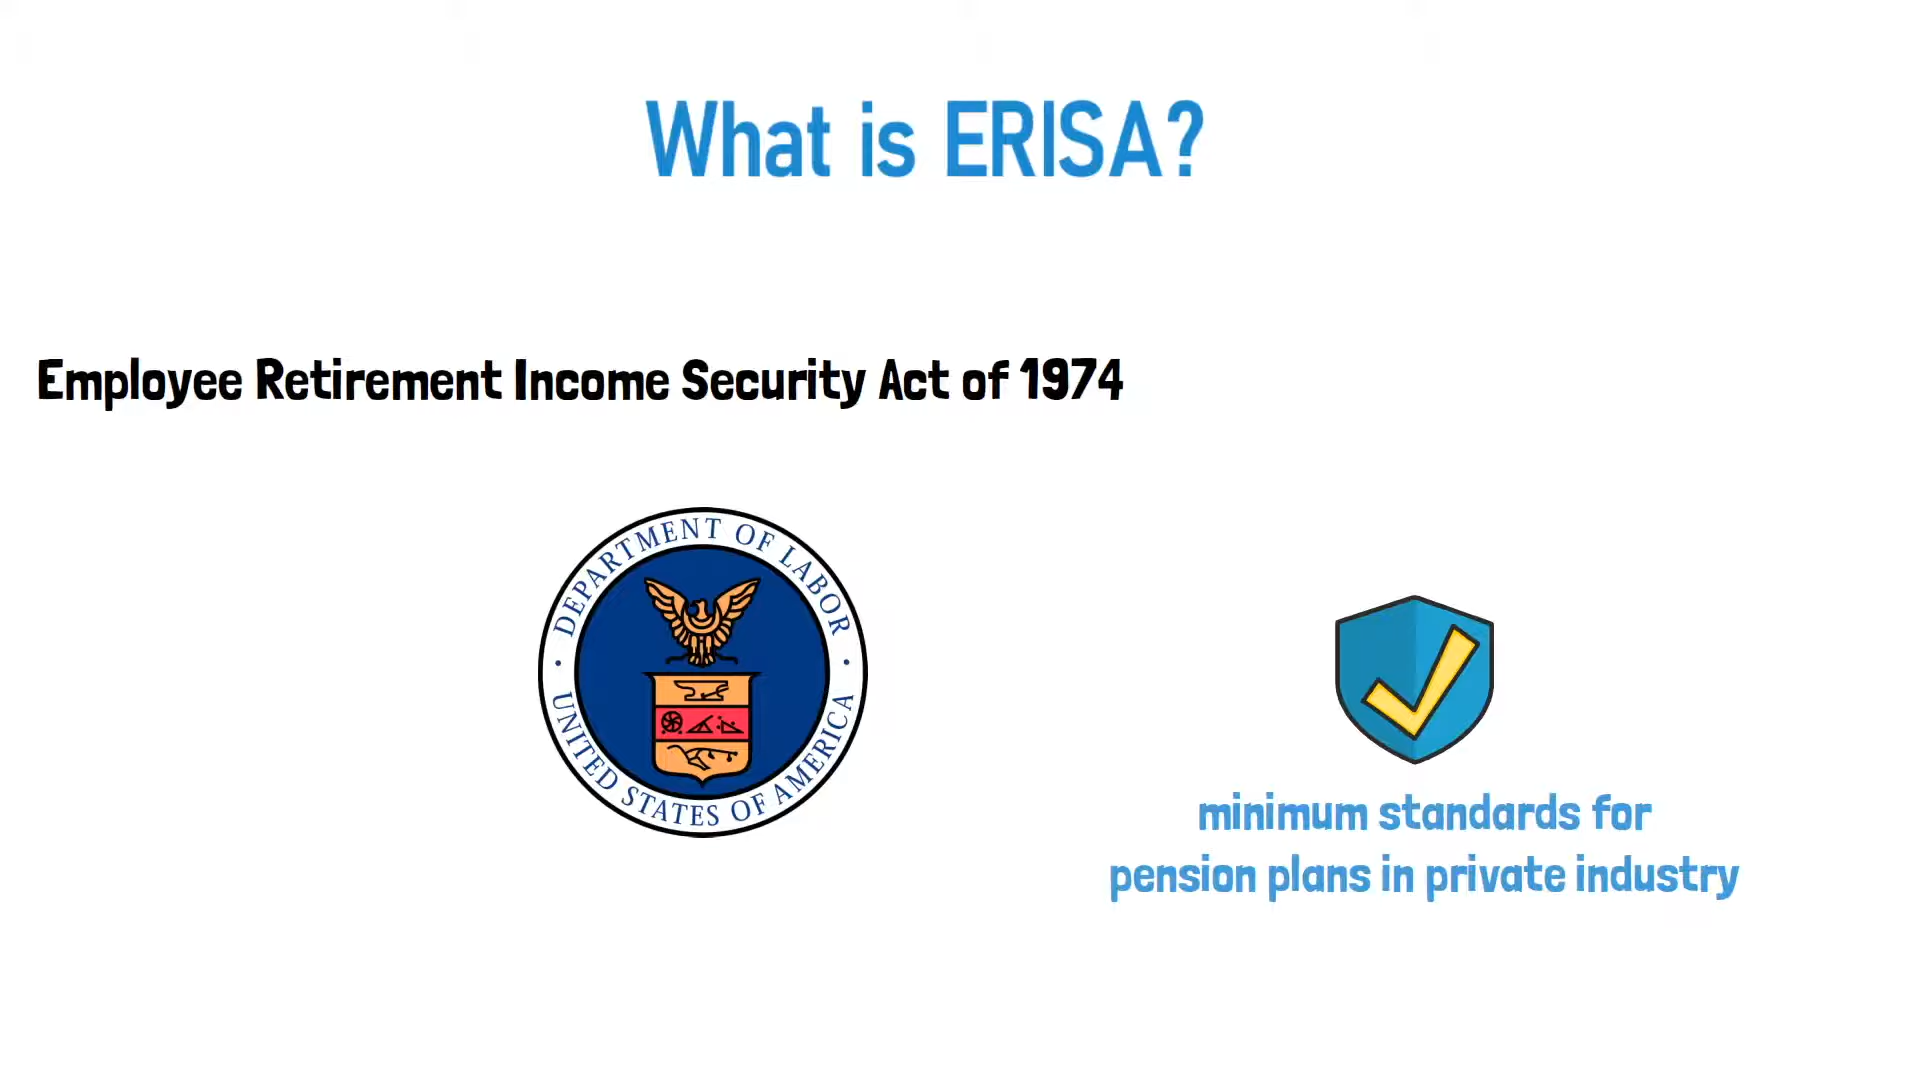 What is ERISA?
Employee Retirement Income Security Act of 1974
DEPARTMENT OF LABOR
UNITED STATES OF AMERICA
minimum standards for
pension plans in private industry